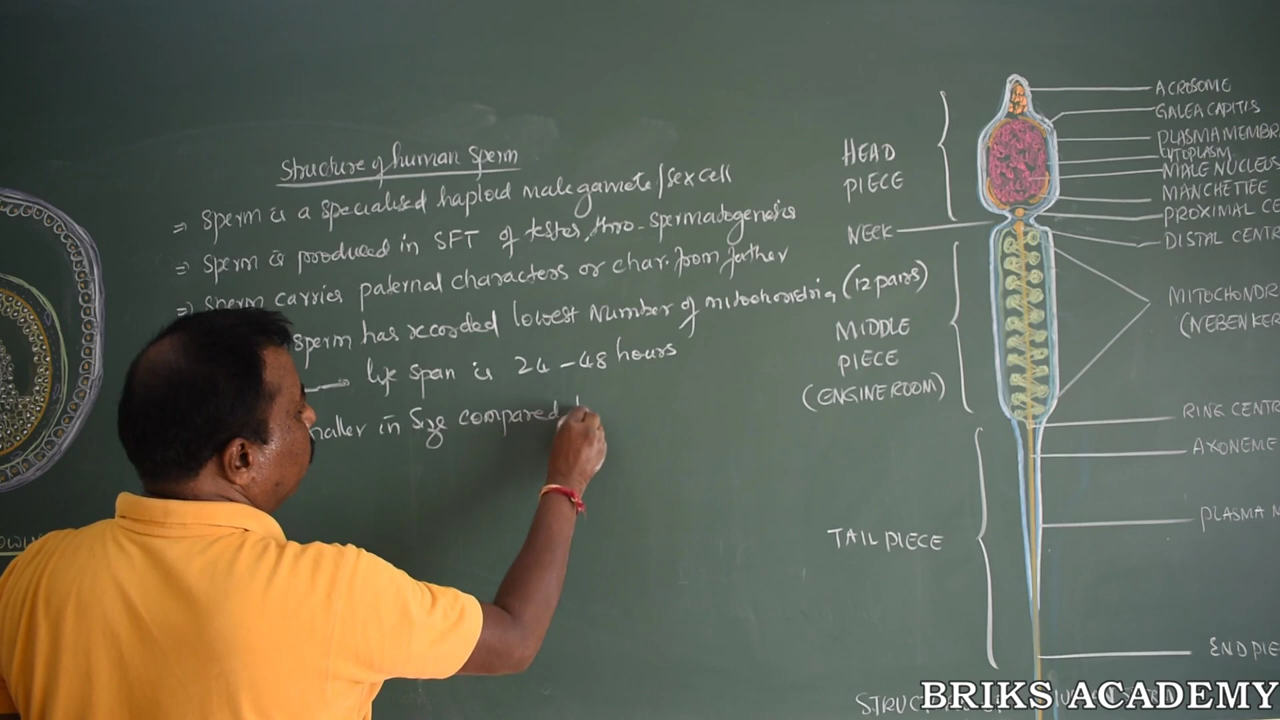 Structure of human Sperm
⇒ Sperm is a specialised haploid male gamete/sex cell
⇒ Sperm is produced in SFT of testes, thro- spermatogenesis
⇒ Sperm carries paternal characters or char. from father
sperm has recorded lowest number of mitochondria (12 pairs)
life span is 24-48 hours
maller in Size compared t
HEAD
PIECE
NECK
MIDDLE
PIECE
(ENGINE ROOM)
TAIL PIECE
ACROSOME
GALEA CAPITIS
PLASMA MEMBR
CYTOPLASM
MALE NUCLEUS
MANCHETTE
PROXIMAL CE
DISTAL CENTR
MITOCHONDR
(NEBENKER
RING CENTR
AXONEME
PLASMA M
END PIE
OWIN
STRUCT
BRIKS ACADEMY